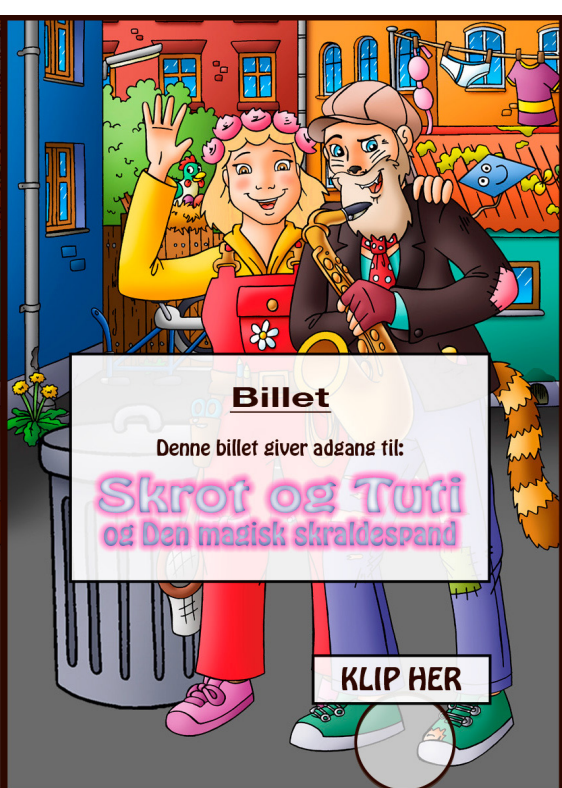 Billet
Denne billet giver adgang til:
Skrot og Tuti
og Den magisk skraldespand
KLIP HER